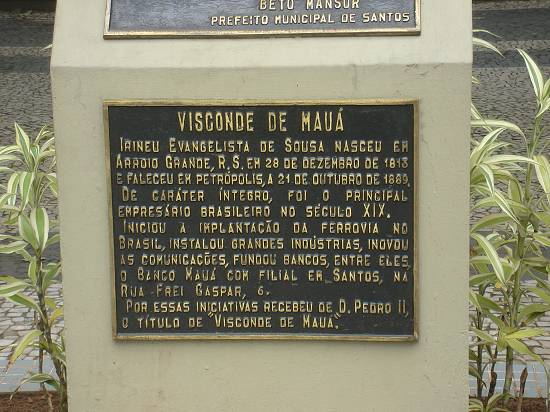 BETO MANSUR
PREFEITO MUNICIPAL DE SANTOS
VISCONDE DE MAUÁ
IRINEU EVANGELISTA DE SOUSA NASCEU EM
ARROIO GRANDE, R.S. EM 28 DE DEZEMBRO DE 1813
E FALECEU EM PETRÓPOLIS, A 21 DE OUTUBRO DE 1889.
DE CARÁTER ÍNTEGRO, FOI O PRINCIPAL
EMPRESÁRIO BRASILEIRO NO SÉCULO XIX.
INICIOU A IMPLANTAÇÃO DA FERROVIA NO
BRASIL, INSTALOU GRANDES INDÚSTRIAS, INOVOU
AS COMUNICAÇÕES, FUNDOU BANCOS, ENTRE ELES,
O BANCO MAUÁ COM FILIAL EM SANTOS, NA
RUA FREI GASPAR, 6.
POR ESSAS INICIATIVAS RECEBEU DE D. PEDRO II,
O TÍTULO DE "VISCONDE DE MAUÁ".